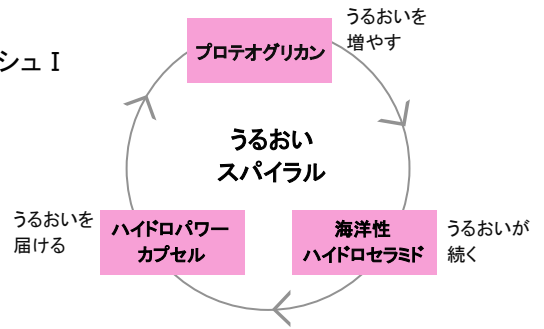 シュ I
プロテオグリカン
うるおいを
増やす
うるおい
スパイラル
うるおいを
届ける
ハイドロパワー
カプセル
海洋性
ハイドロセラミド
うるおいが
続く